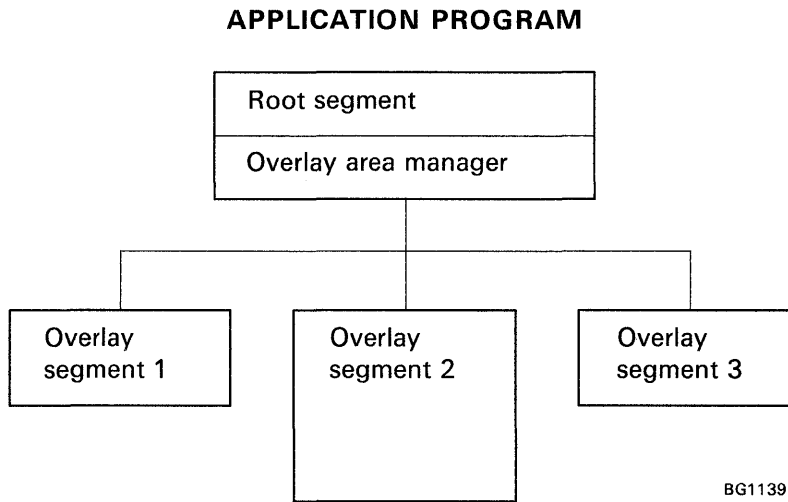 APPLICATION PROGRAM
Root segment
Overlay area manager
Overlay
segment 1
Overlay
segment 2
Overlay
segment 3
BG1139